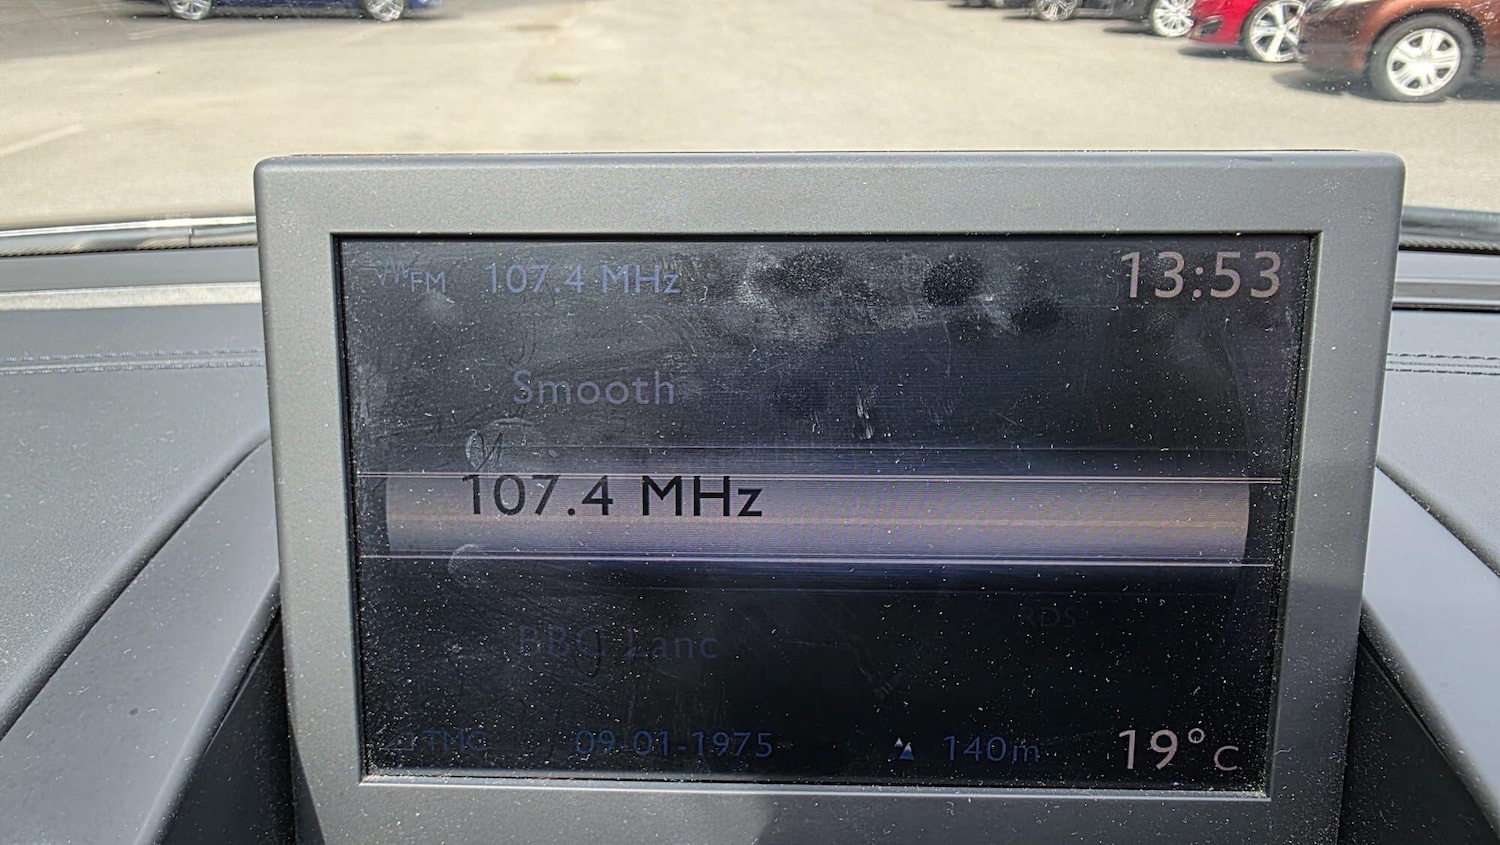 FM 107.4 MHz 13:53
Smooth
107.4 MHz
RDS
BBC Lanc
TMC 09-01-1975 140m 19°C